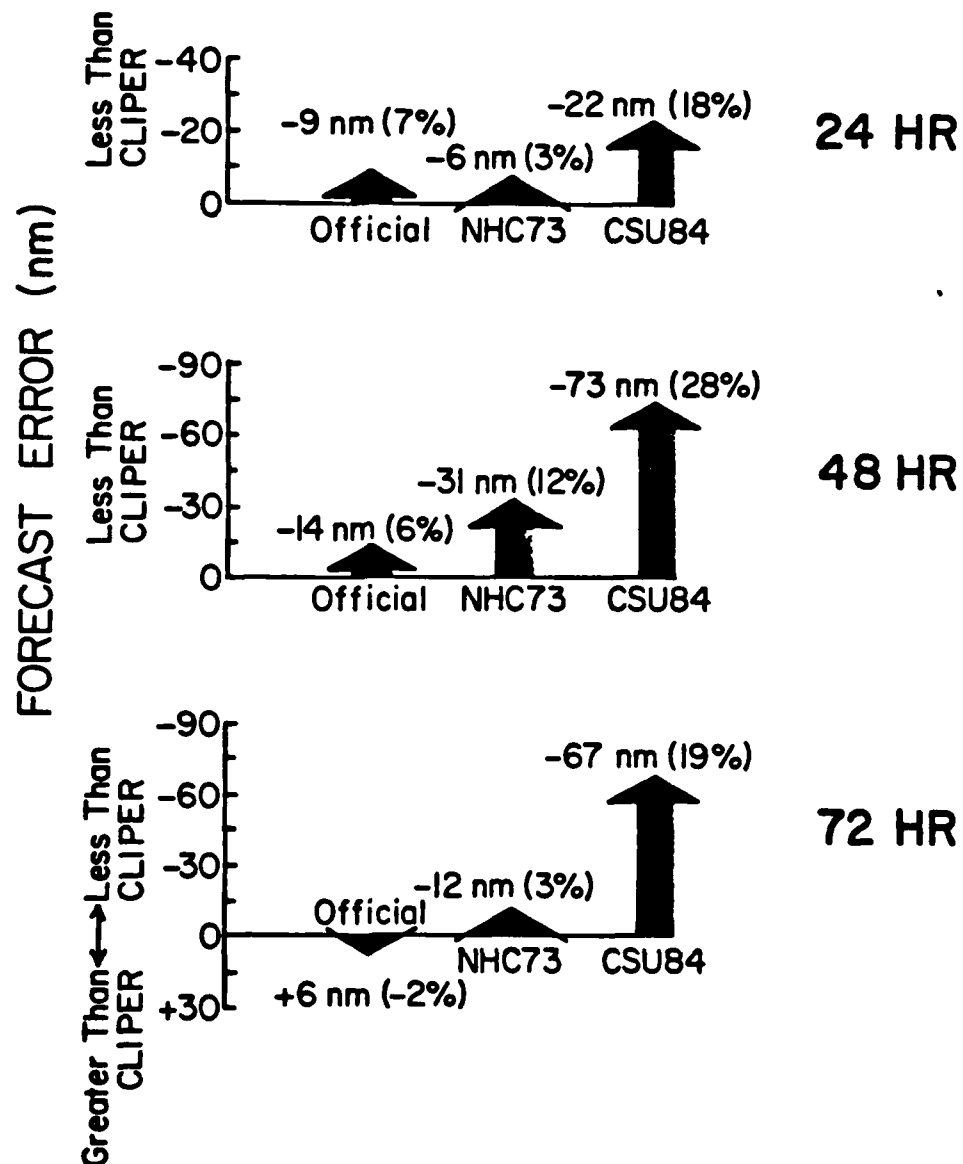 FORECAST ERROR (nm)
Less Than
CLIPER
-40
-20
0
-9 nm (7%)
-6 nm (3%)
-22 nm (18%)
Official NHC73 CSU84
24 HR
Less Than
CLIPER
-90
-60
-30
0
-14 nm (6%)
-31 nm (12%)
-73 nm (28%)
Official NHC73 CSU84
48 HR
Greater Than ↔ Less Than
CLIPER CLIPER
-90
-60
-30
0
+30
Official
+6 nm (-2%)
-12 nm (3%)
-67 nm (19%)
NHC73 CSU84
72 HR